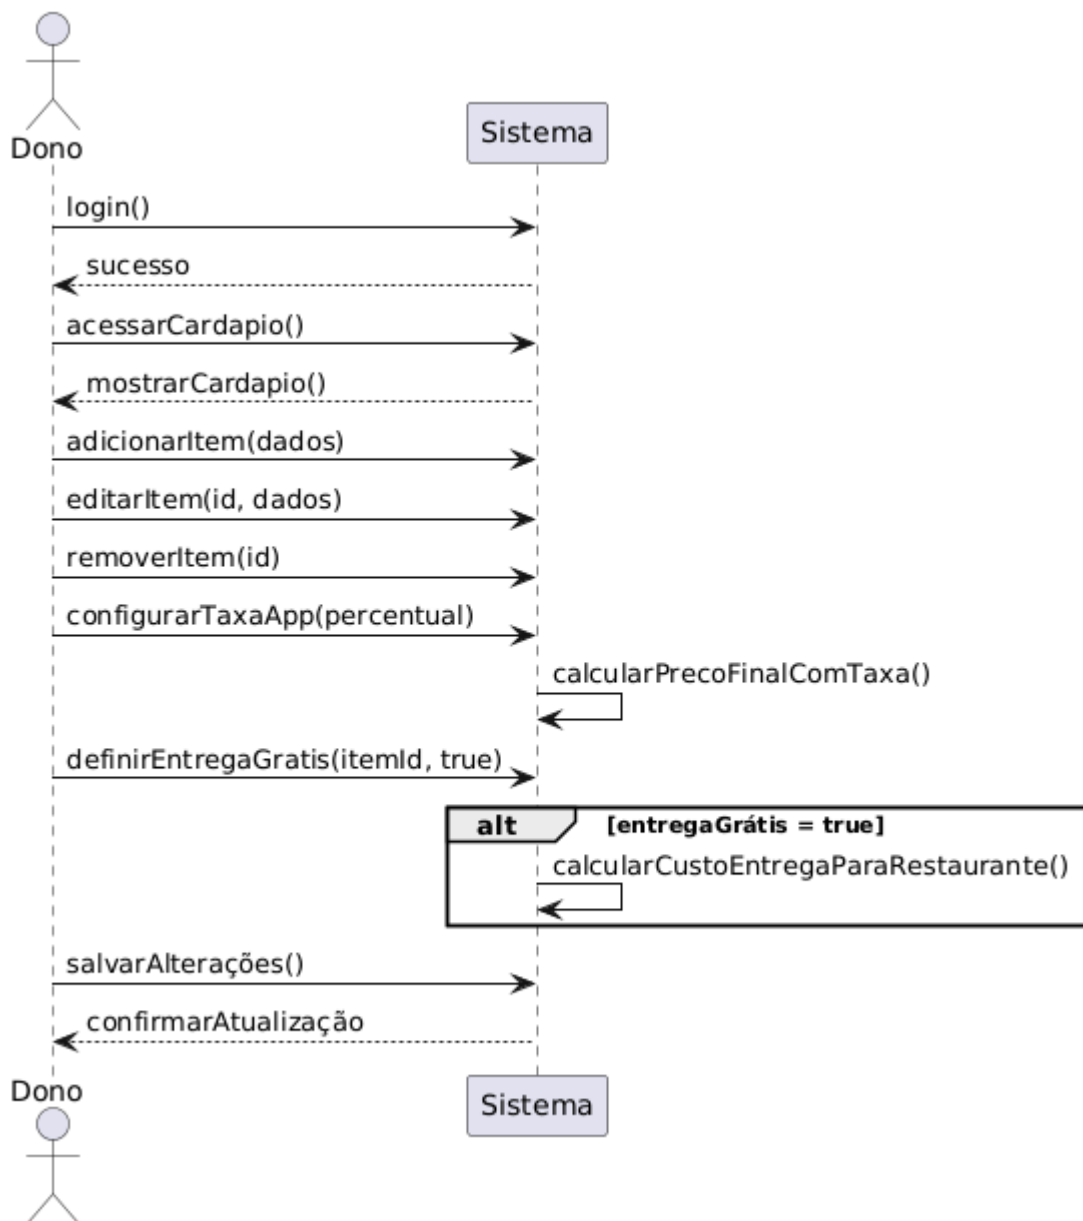 Dono
Sistema
login()
sucesso
acessarCardapio()
mostrarCardapio()
adicionarItem(dados)
editarItem(id, dados)
removerItem(id)
configurarTaxaApp(percentual)
calcularPrecoFinalComTaxa()
definirEntregaGratis(itemId, true)
alt [entregaGrátis = true]
calcularCustoEntregaParaRestaurante()
salvarAlterações()
confirmarAtualização
Dono
Sistema